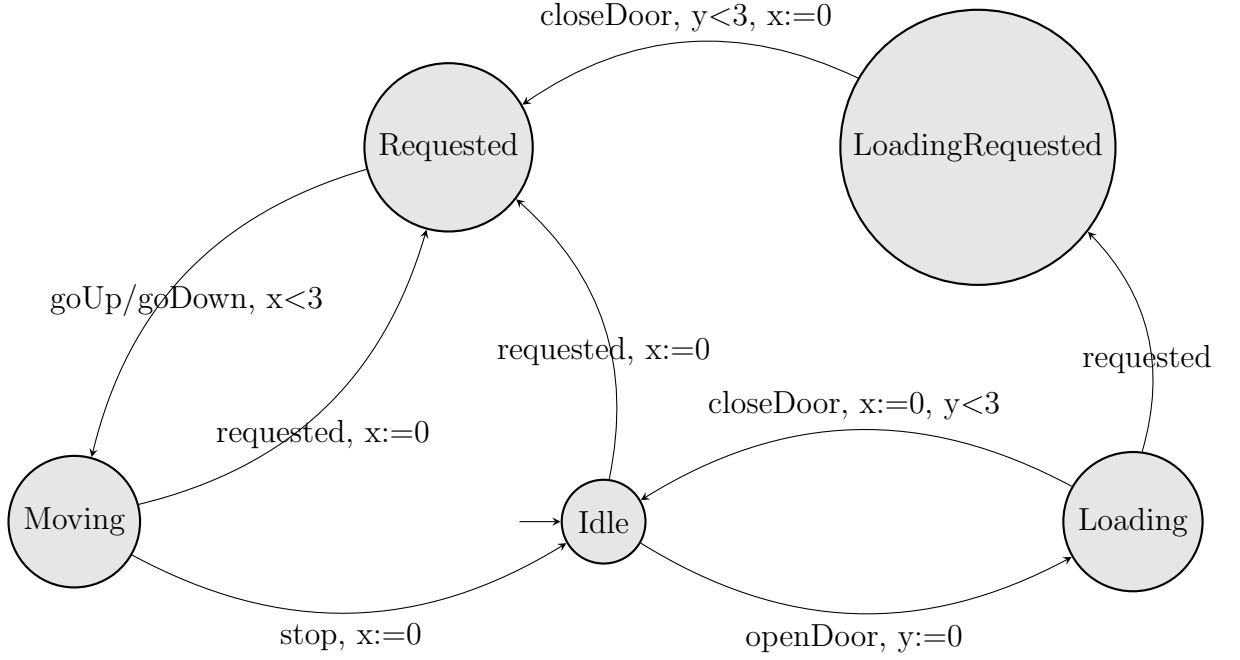 closeDoor, y<3, x:=0
Requested
LoadingRequested
goUp/goDown, x<3
requested, x:=0
requested
closeDoor, x:=0, y<3
requested, x:=0
Moving
Idle
Loading
stop, x:=0
openDoor, y:=0